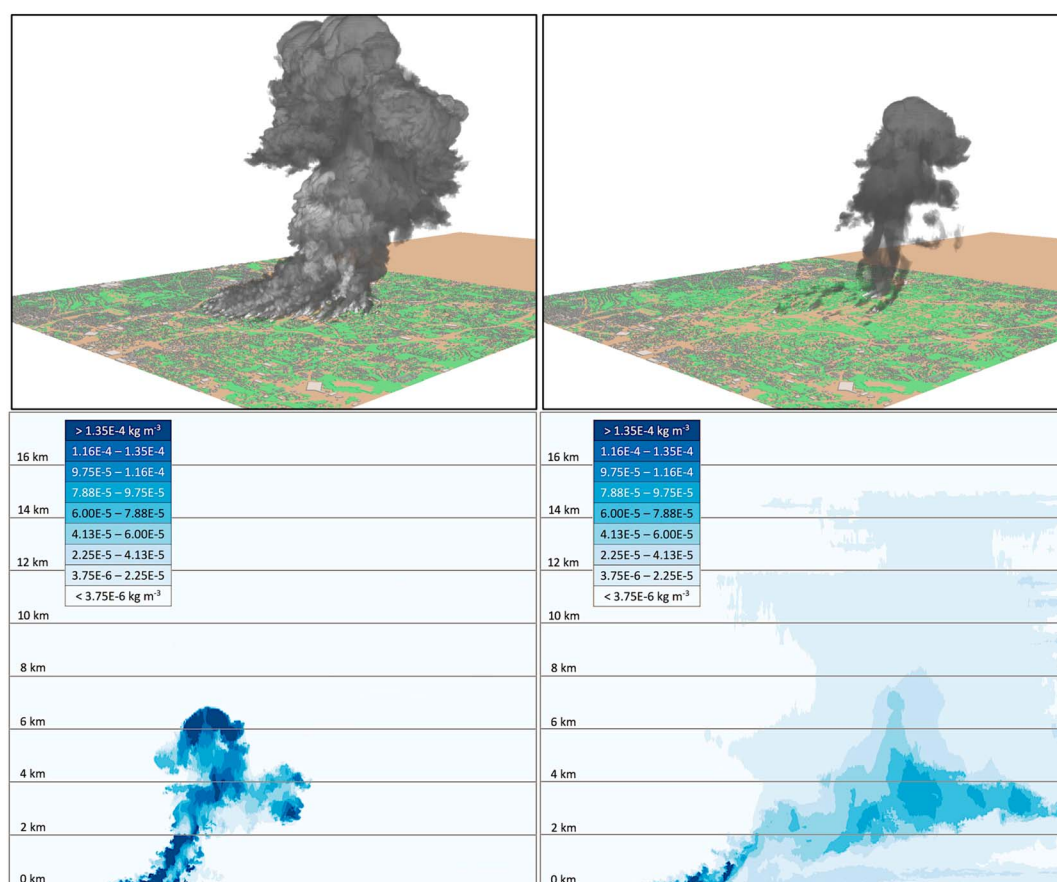 > 1.35E-4 kg m⁻³
1.16E-4 – 1.35E-4
9.75E-5 – 1.16E-4
7.88E-5 – 9.75E-5
6.00E-5 – 7.88E-5
4.13E-5 – 6.00E-5
2.25E-5 – 4.13E-5
3.75E-6 – 2.25E-5
< 3.75E-6 kg m⁻³
16 km
14 km
12 km
10 km
8 km
6 km
4 km
2 km
0 km
> 1.35E-4 kg m⁻³
1.16E-4 – 1.35E-4
9.75E-5 – 1.16E-4
7.88E-5 – 9.75E-5
6.00E-5 – 7.88E-5
4.13E-5 – 6.00E-5
2.25E-5 – 4.13E-5
3.75E-6 – 2.25E-5
< 3.75E-6 kg m⁻³
16 km
14 km
12 km
10 km
8 km
6 km
4 km
2 km
0 km